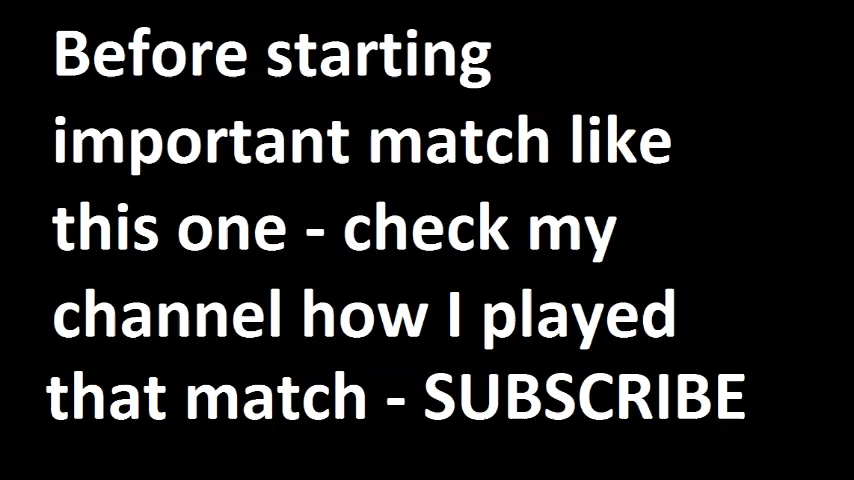 Before starting
important match like
this one - check my
channel how I played
that match - SUBSCRIBE